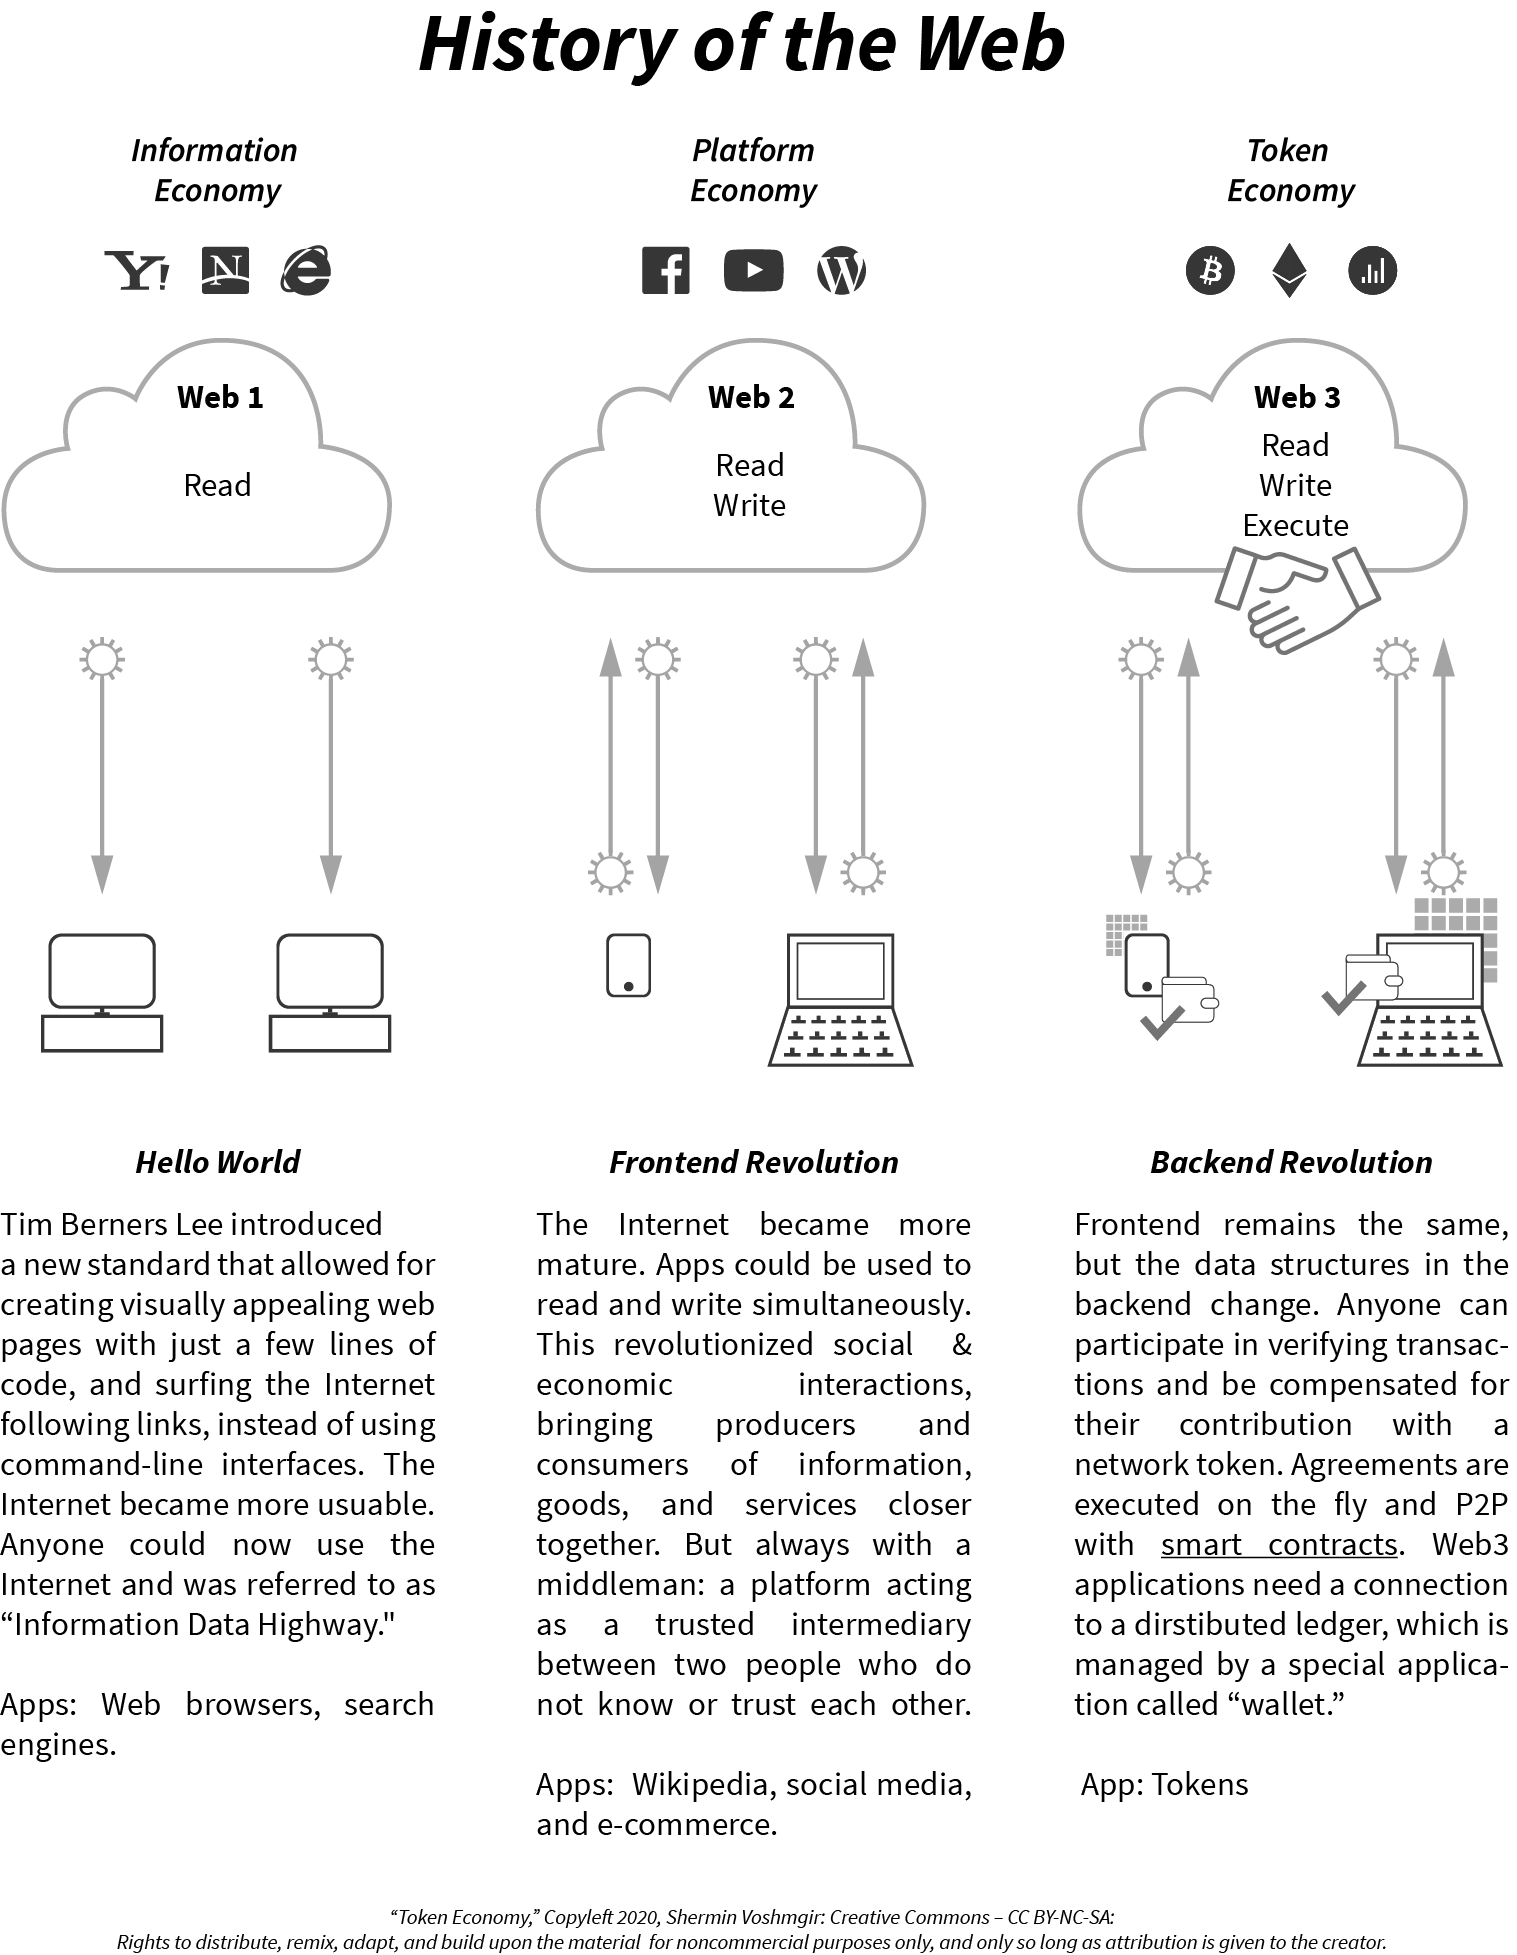 History of the Web
Information
Economy
Web 1
Read
Hello World
Tim Berners Lee introduced
a new standard that allowed for
creating visually appealing web
pages with just a few lines of
code, and surfing the Internet
following links, instead of using
command-line interfaces. The
Internet became more usuable.
Anyone could now use the
Internet and was referred to as
“Information Data Highway."
Apps: Web browsers, search
engines.
Platform
Economy
Web 2
Read
Write
Frontend Revolution
The Internet became more
mature. Apps could be used to
read and write simultaneously.
This revolutionized social &
economic interactions,
bringing producers and
consumers of information,
goods, and services closer
together. But always with a
middleman: a platform acting
as a trusted intermediary
between two people who do
not know or trust each other.
Apps: Wikipedia, social media,
and e-commerce.
Token
Economy
Web 3
Read
Write
Execute
Backend Revolution
Frontend remains the same,
but the data structures in the
backend change. Anyone can
participate in verifying transac-
tions and be compensated for
their contribution with a
network token. Agreements are
executed on the fly and P2P
with smart contracts. Web3
applications need a connection
to a dirstibuted ledger, which is
managed by a special applica-
tion called “wallet.”
App: Tokens
“Token Economy,” Copyleft 2020, Shermin Voshmgir: Creative Commons – CC BY-NC-SA:
Rights to distribute, remix, adapt, and build upon the material for noncommercial purposes only, and only so long as attribution is given to the creator.